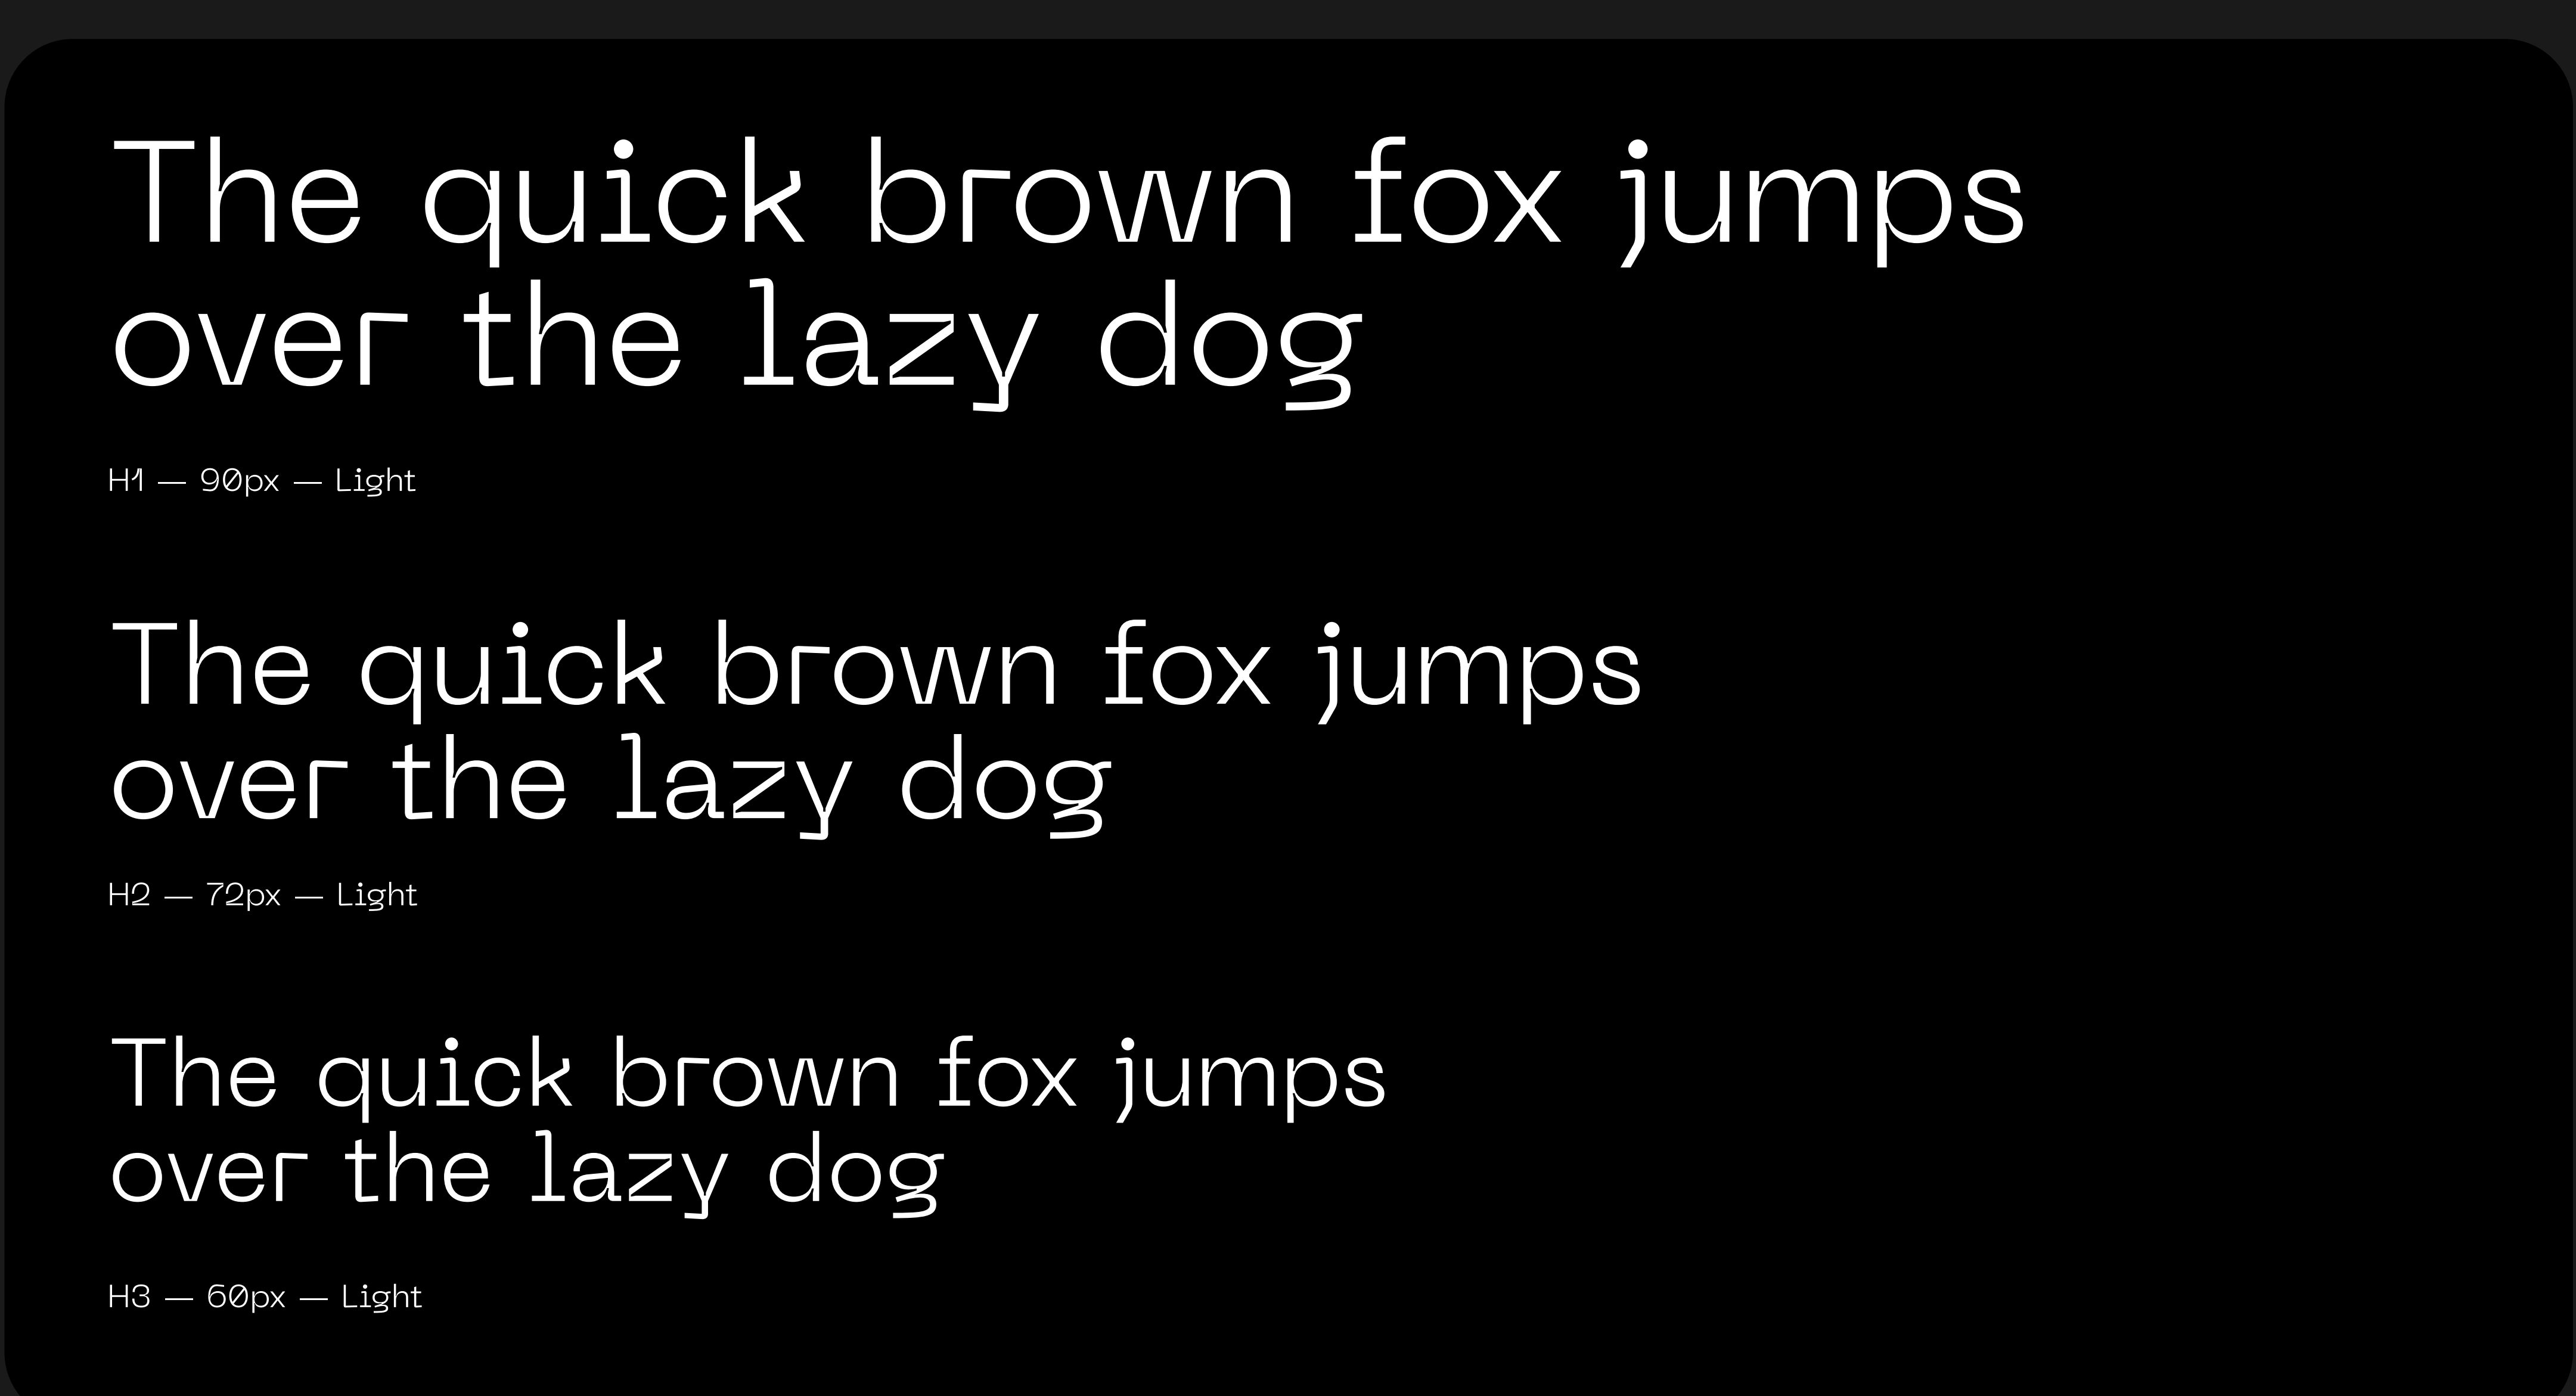 The quick brown fox jumps
over the lazy dog
H1 — 90px — Light
The quick brown fox jumps
over the lazy dog
H2 — 72px — Light
The quick brown fox jumps
over the lazy dog
H3 — 60px — Light